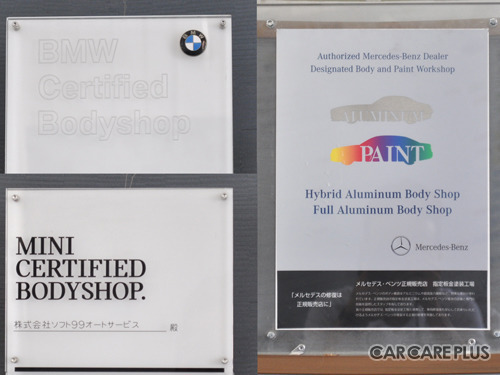 BMW
Certified
Bodyshop
MINI
CERTIFIED
BODYSHOP.
株式会社ソフト99オートサービス 殿
Authorized Mercedes-Benz Dealer
Designated Body and Paint Workshop
ALUMINUM
PAINT
Hybrid Aluminum Body Shop
Full Aluminum Body Shop
Mercedes-Benz
「メルセデスの修理は
正規販売店に」
メルセデス・ベンツ正規販売店 指定鈑金塗装工場
CARCAREPLUS